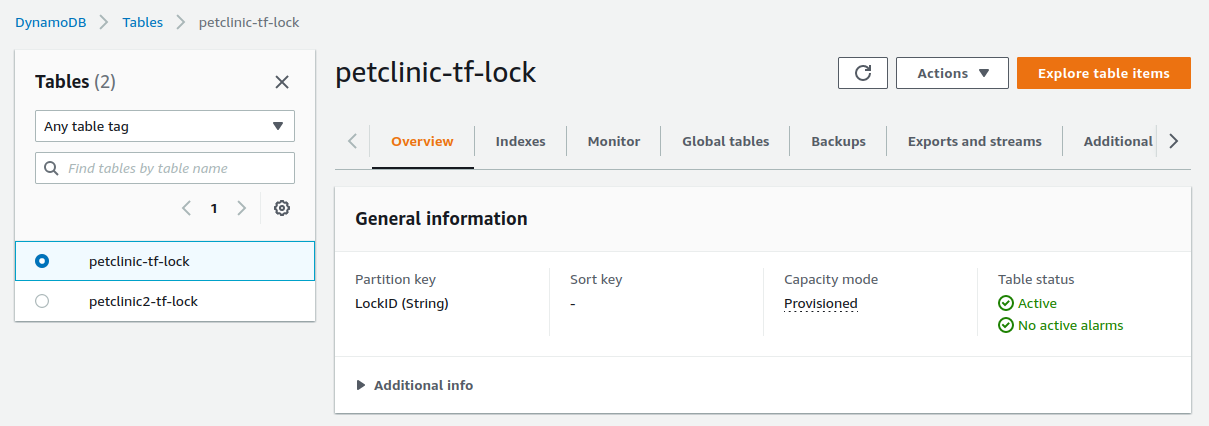 DynamoDB > Tables > petclinic-tf-lock
Tables (2)
Any table tag
Find tables by table name
1
petclinic-tf-lock
petclinic2-tf-lock
petclinic-tf-lock
Actions
Explore table items
Overview
Indexes
Monitor
Global tables
Backups
Exports and streams
Additional
General information
Partition key
LockID (String)
Sort key
-
Capacity mode
Provisioned
Table status
Active
No active alarms
Additional info